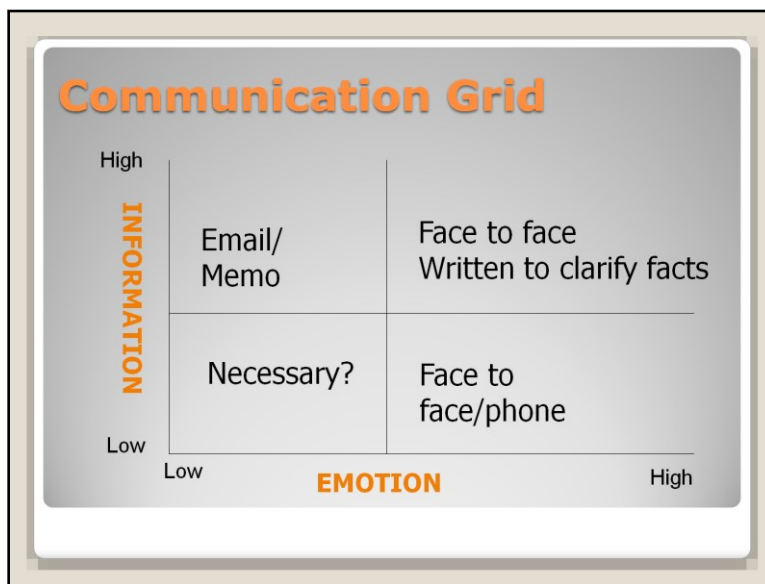 Communication Grid
High
INFORMATION
Email/
Memo
Face to face
Written to clarify facts
Necessary?
Face to
face/phone
Low
Low
EMOTION
High